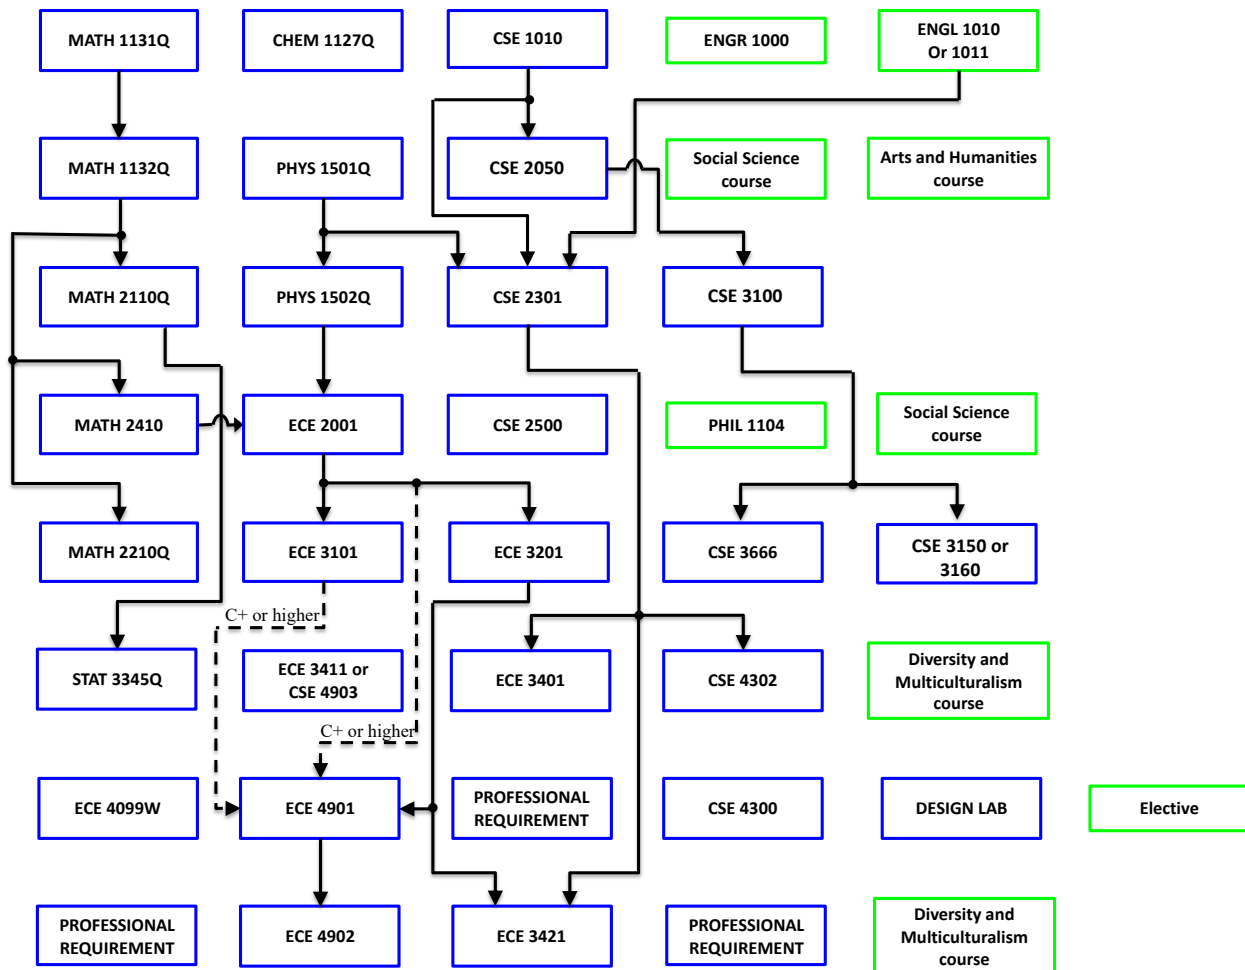 MATH 1131Q
CHEM 1127Q
CSE 1010
ENGR 1000
ENGL 1010
Or 1011
MATH 1132Q
PHYS 1501Q
CSE 2050
Social Science
course
Arts and Humanities
course
MATH 2110Q
PHYS 1502Q
CSE 2301
CSE 3100
MATH 2410
ECE 2001
CSE 2500
PHIL 1104
Social Science
course
MATH 2210Q
ECE 3101
ECE 3201
CSE 3666
CSE 3150 or
3160
C+ or higher
STAT 3345Q
ECE 3411 or
CSE 4903
ECE 3401
CSE 4302
Diversity and
Multiculturalism
course
C+ or higher
ECE 4099W
ECE 4901
PROFESSIONAL
REQUIREMENT
CSE 4300
DESIGN LAB
Elective
PROFESSIONAL
REQUIREMENT
ECE 4902
ECE 3421
PROFESSIONAL
REQUIREMENT
Diversity and
Multiculturalism
course